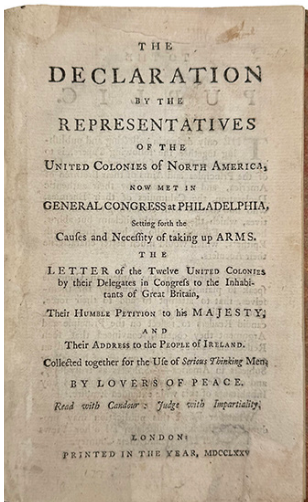 THE
DECLARATION
BY THE
REPRESENTATIVES
OF THE
UNITED COLONIES of NORTH AMERICA,
NOW MET IN
GENERAL CONGRESS at PHILADELPHIA,
Setting forth the
Caufes and Neceffity of taking up ARMS.
THE
LETTER of the Twelve UNITED COLONIES
by their Delegates in Congrefs to the Inhabi-
tants of Great Britain,
Their HUMBLE PETITION to his MAJESTY,
AND
Their ADDRESS to the PEOPLE of IRELAND.
Collected together for the Ufe of Serious Thinking Men,
BY LOVERS OF PEACE.
Read with Candour: Judge with Impartiality.
LONDON:
PRINTED IN THE YEAR, MDCCLXXV